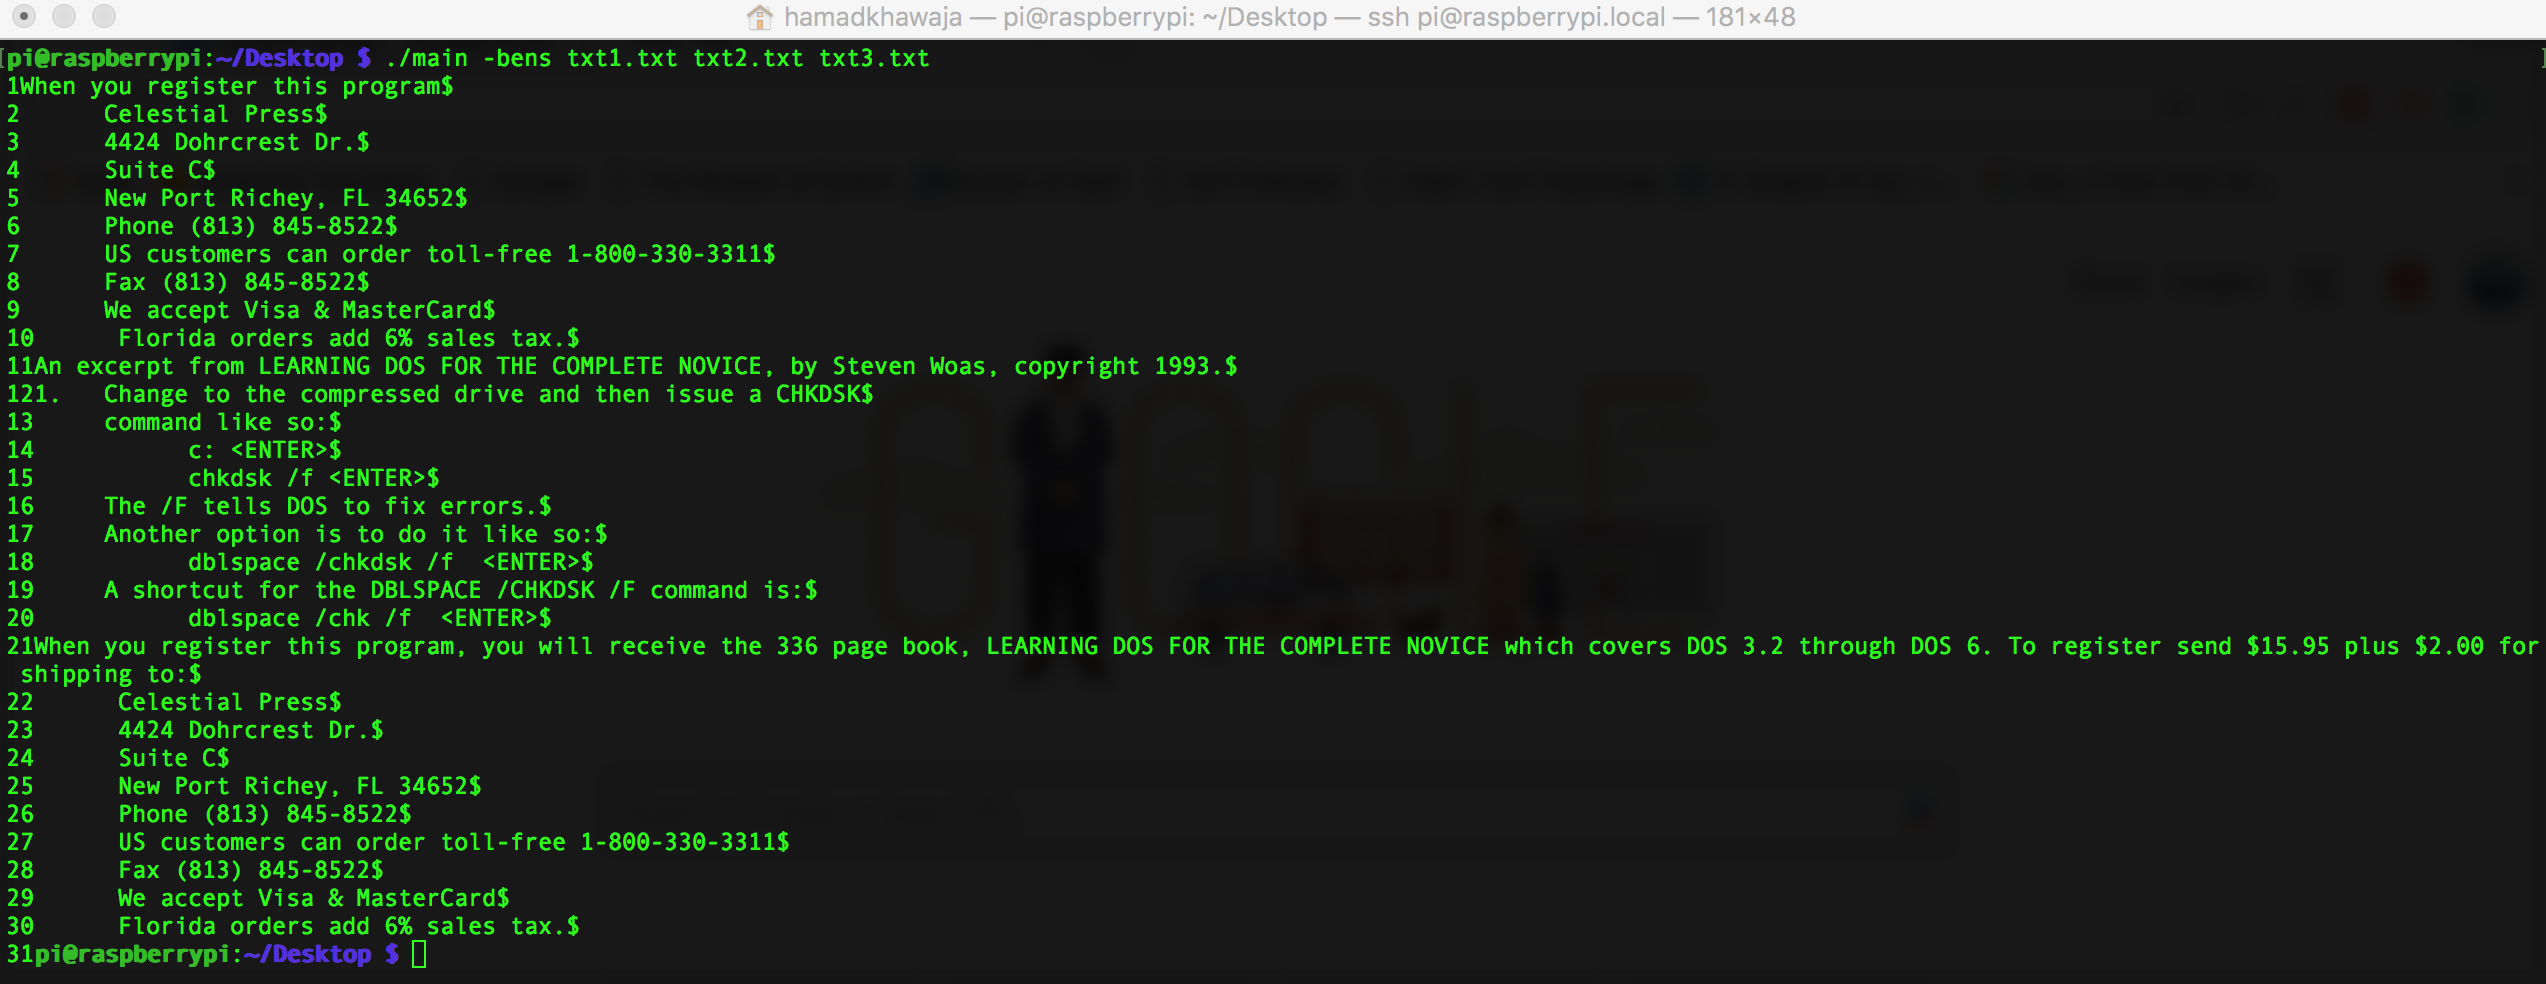 hamadkhawaja — pi@raspberrypi: ~/Desktop — ssh pi@raspberrypi.local — 181×48
[pi@raspberrypi:~/Desktop $ ./main -bens txt1.txt txt2.txt txt3.txt ]
1When you register this program$
2      Celestial Press$
3      4424 Dohrcrest Dr.$
4      Suite C$
5      New Port Richey, FL 34652$
6      Phone (813) 845-8522$
7      US customers can order toll-free 1-800-330-3311$
8      Fax (813) 845-8522$
9      We accept Visa & MasterCard$
10      Florida orders add 6% sales tax.$
11An excerpt from LEARNING DOS FOR THE COMPLETE NOVICE, by Steven Woas, copyright 1993.$
121.   Change to the compressed drive and then issue a CHKDSK$
13     command like so:$
14           c: <ENTER>$
15           chkdsk /f <ENTER>$
16     The /F tells DOS to fix errors.$
17     Another option is to do it like so:$
18           dblspace /chkdsk /f  <ENTER>$
19     A shortcut for the DBLSPACE /CHKDSK /F command is:$
20           dblspace /chk /f  <ENTER>$
21When you register this program, you will receive the 336 page book, LEARNING DOS FOR THE COMPLETE NOVICE which covers DOS 3.2 through DOS 6. To register send $15.95 plus $2.00 for
 shipping to:$
22      Celestial Press$
23      4424 Dohrcrest Dr.$
24      Suite C$
25      New Port Richey, FL 34652$
26      Phone (813) 845-8522$
27      US customers can order toll-free 1-800-330-3311$
28      Fax (813) 845-8522$
29      We accept Visa & MasterCard$
30      Florida orders add 6% sales tax.$
31pi@raspberrypi:~/Desktop $